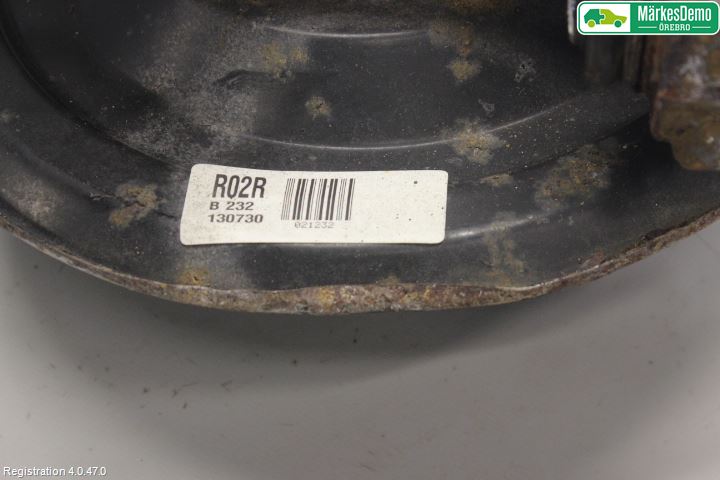 MärkesDemo
ÖREBRO
R02R
B 232
130730
021232
Registration 4.0.47.0